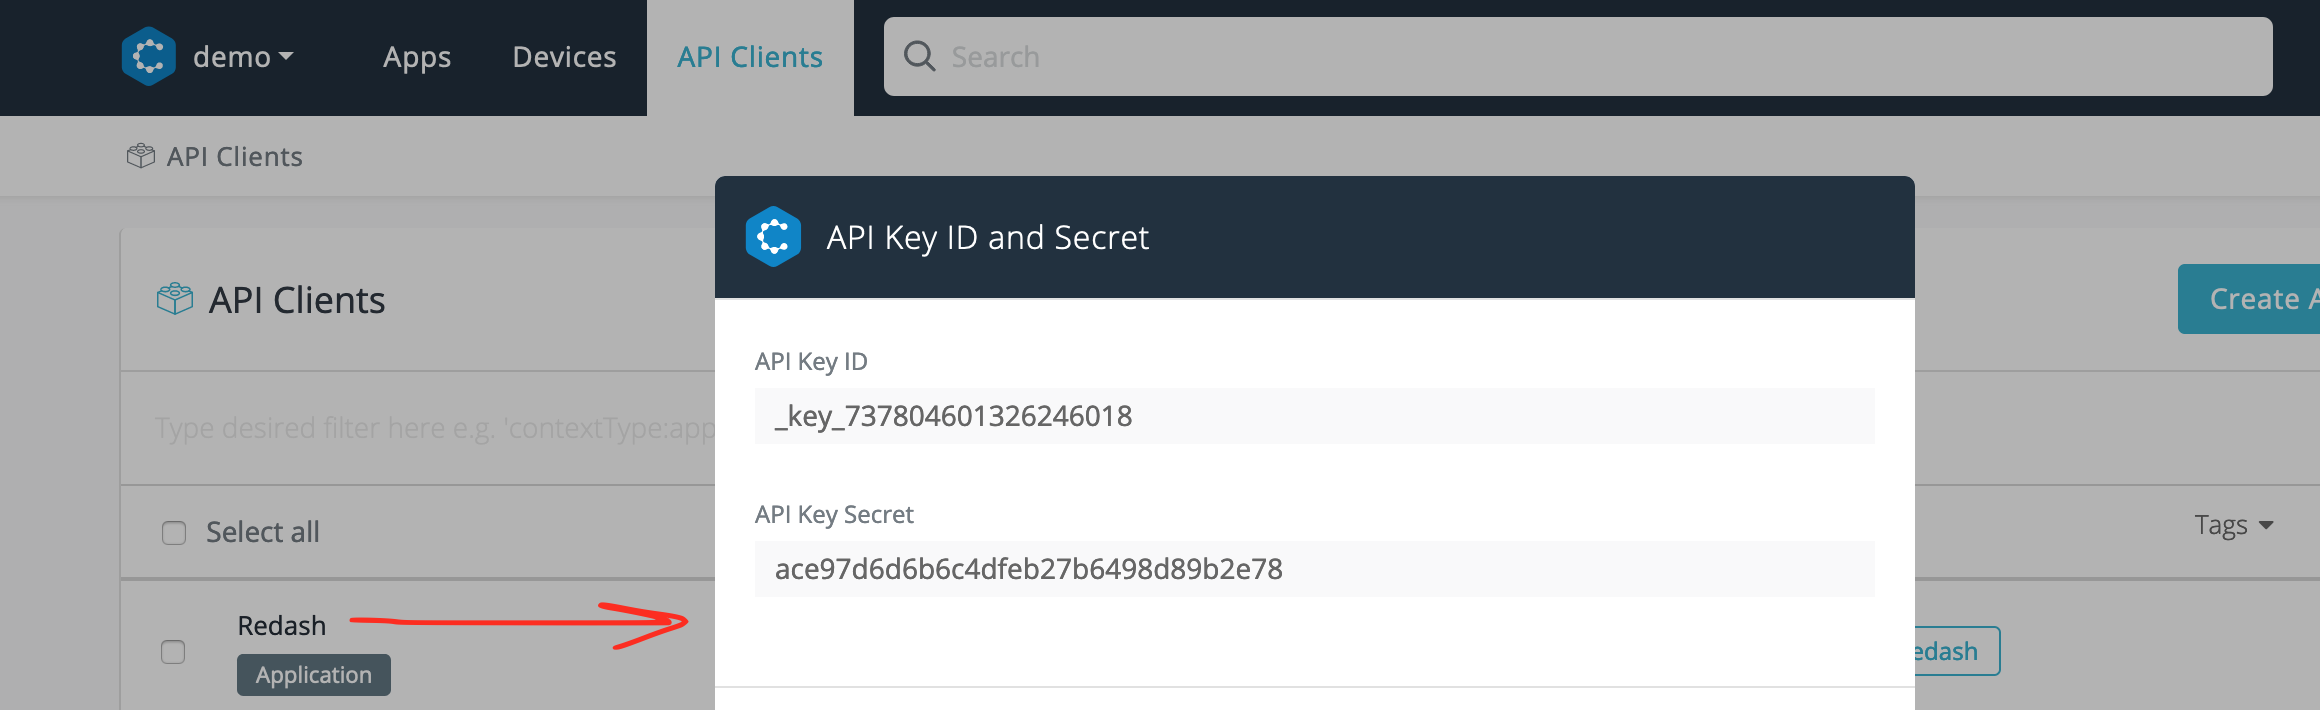 demo
Apps
Devices
API Clients
Search
API Clients
API Key ID and Secret
API Clients
Create A
API Key ID
_key_737804601326246018
Type desired filter here e.g. 'contextType:app
API Key Secret
Select all
Tags
ace97d6d6b6c4dfeb27b6498d89b2e78
Redash
edash
Application